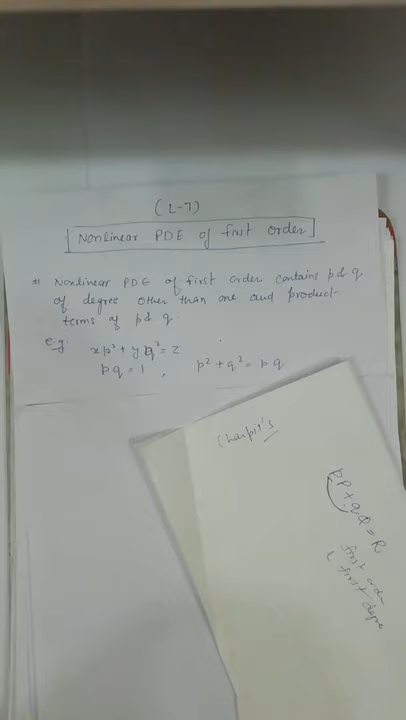 (L-7)
Nonlinear PDE of first order
* Nonlinear PDE of first order contains p & q
of degree other than one and product
terms of p & q.
e.g.
xp² + yq² = z
pq = 1 , p² + q² = pq
Charpit's
pP + qQ = R
first order
first degree